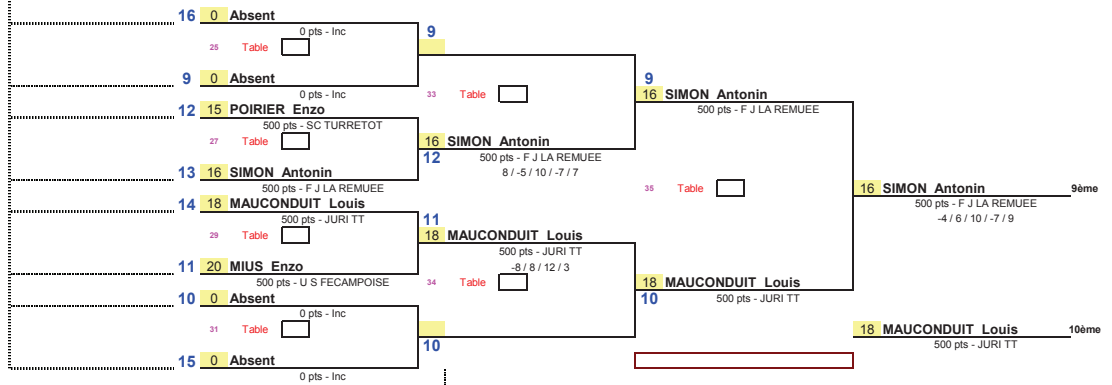 16 0 Absent
0 pts - Inc
9
25 Table
9 0 Absent
0 pts - Inc
9
33 Table
16 SIMON Antonin
500 pts - F J LA REMUEE
12 15 POIRIER Enzo
500 pts - SC TURRETOT
27 Table
16 SIMON Antonin
12
500 pts - F J LA REMUEE
8 / -5 / 10 / -7 / 7
13 16 SIMON Antonin
500 pts - F J LA REMUEE
35 Table
16 SIMON Antonin 9ème
500 pts - F J LA REMUEE
-4 / 6 / 10 / -7 / 9
14 18 MAUCONDUIT Louis
500 pts - JURI TT
11
29 Table
18 MAUCONDUIT Louis
500 pts - JURI TT
-8 / 8 / 12 / 3
11 20 MIUS Enzo
500 pts - U S FECAMPOISE
34 Table
18 MAUCONDUIT Louis
10
500 pts - JURI TT
10 0 Absent
0 pts - Inc
31 Table
10
18 MAUCONDUIT Louis 10ème
500 pts - JURI TT
15 0 Absent
0 pts - Inc